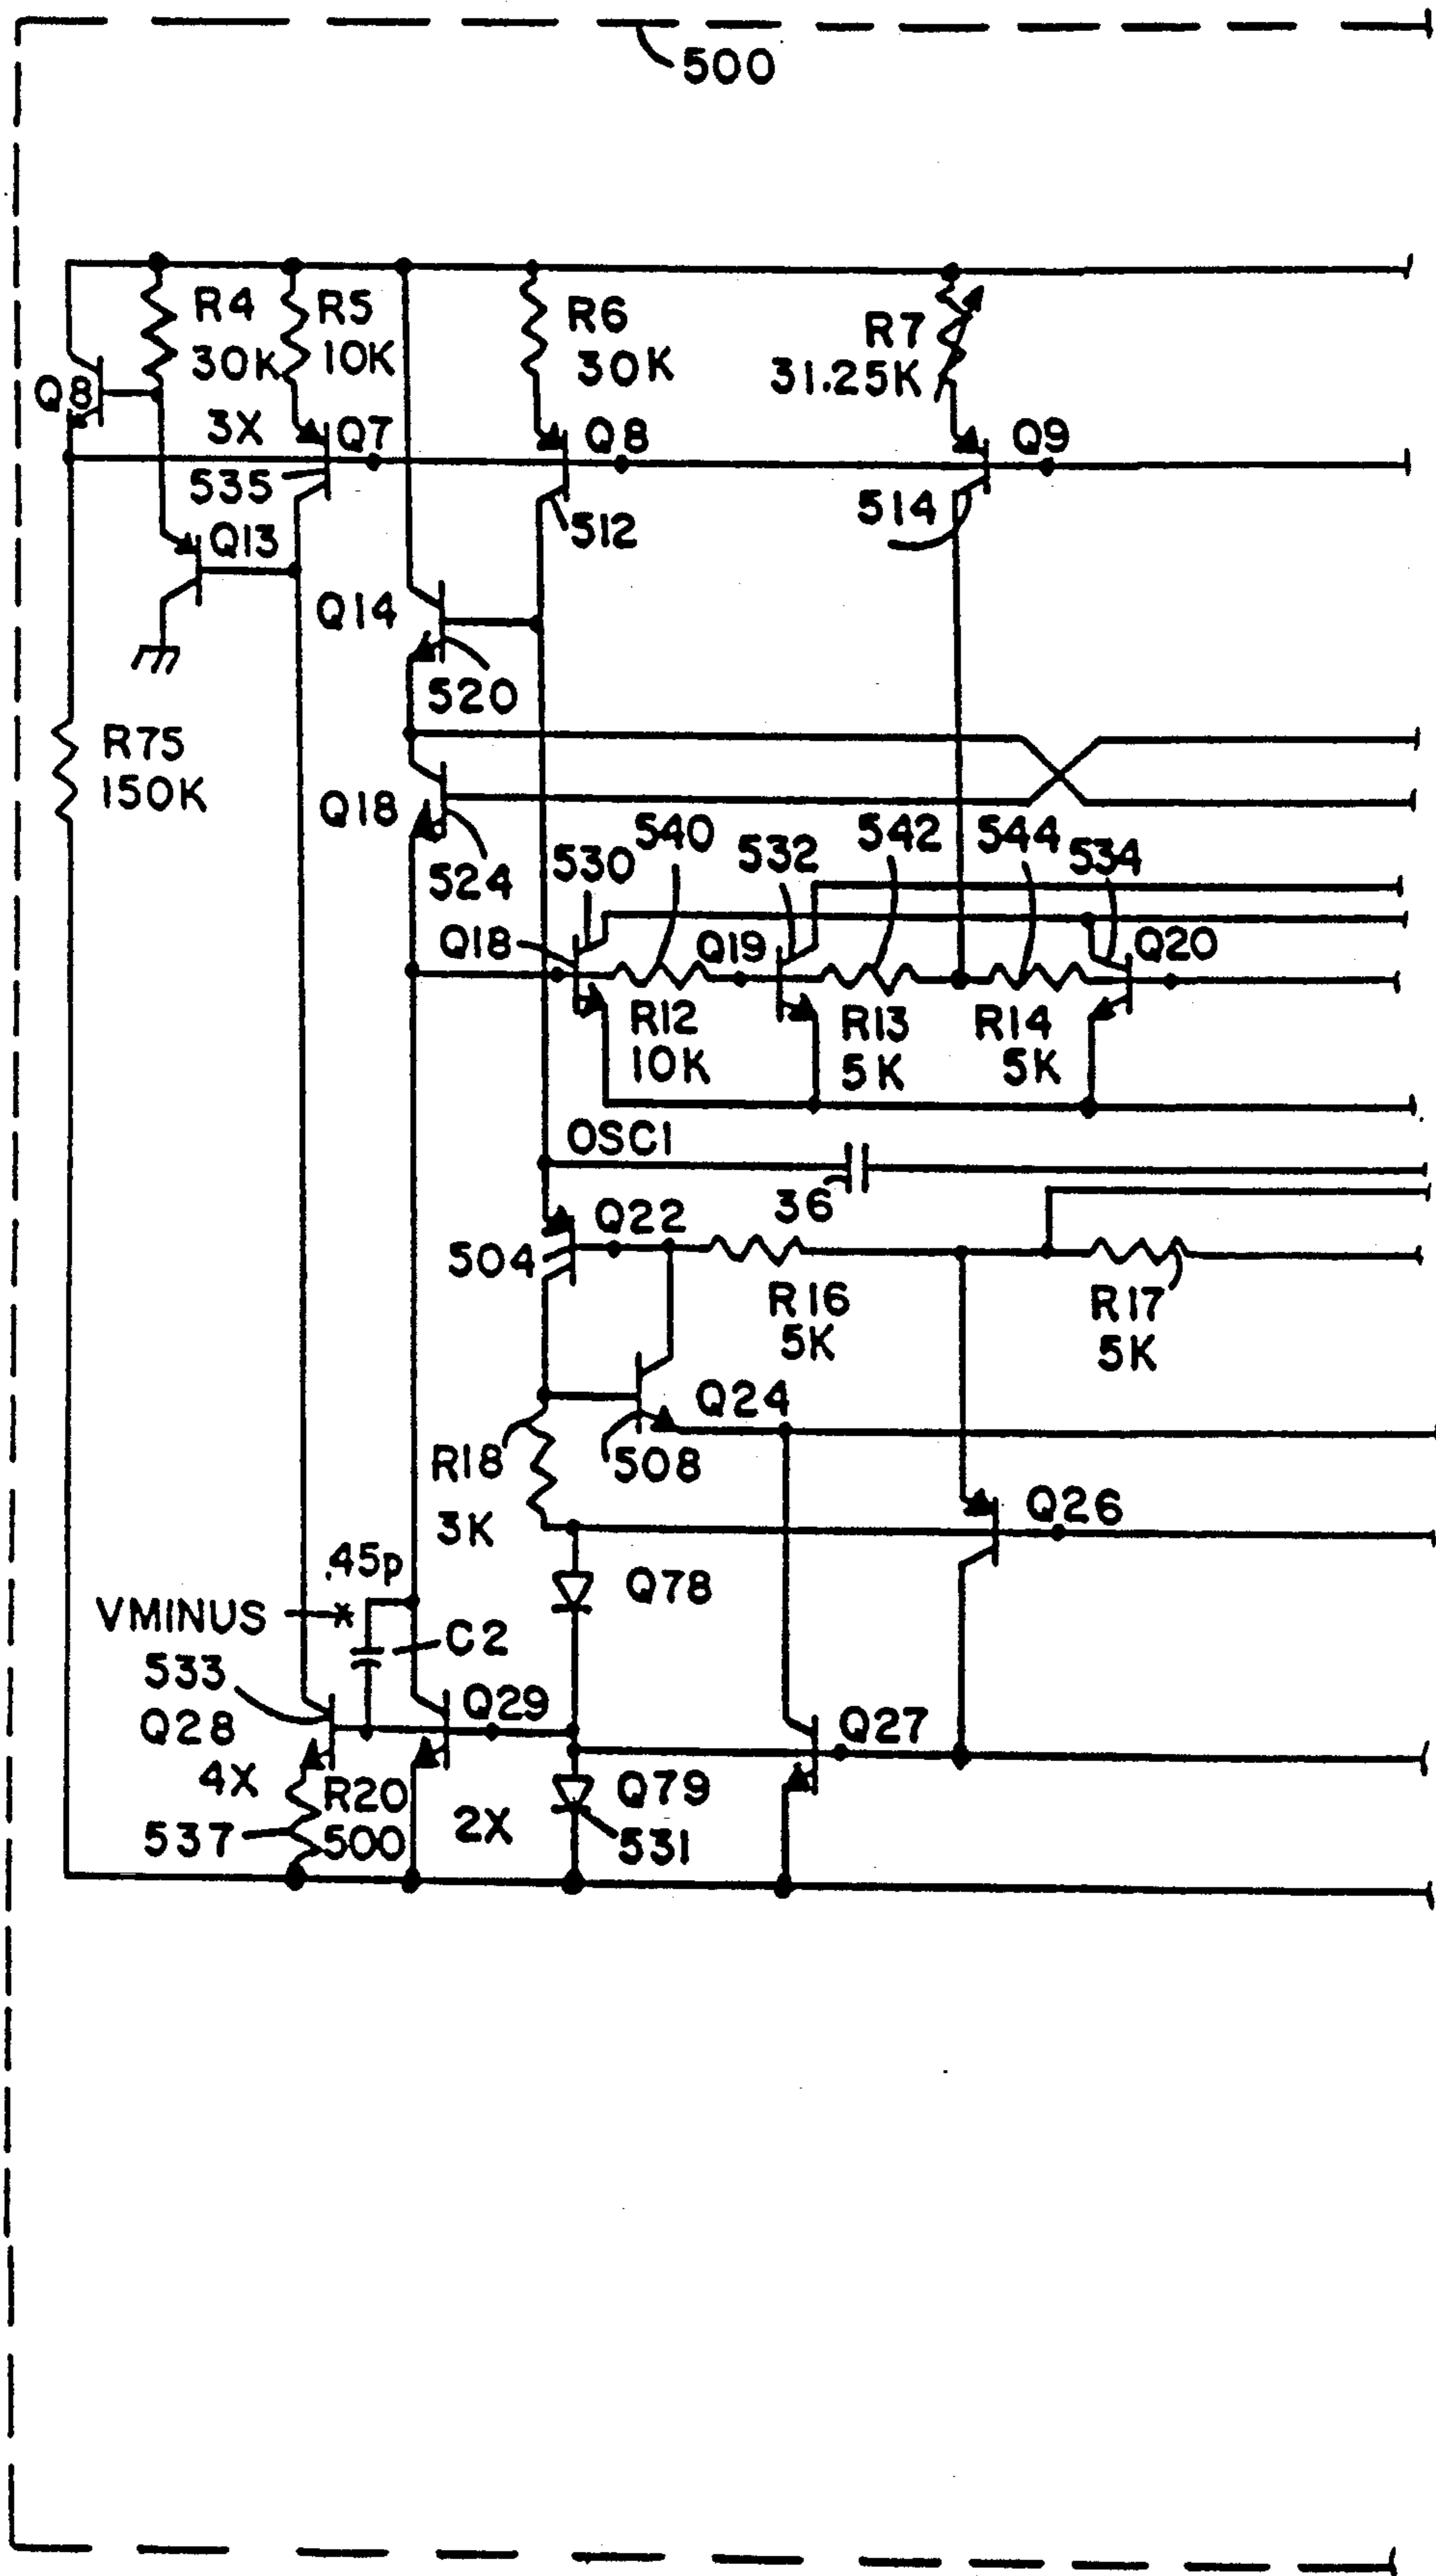 500
R4
30K
R5
10K
R6
30K
R7
31.25K
Q8
3X
535
Q7
Q8
512
Q9
514
Q13
Q14
520
R75
150K
Q18
524
530
540
532
542
544
534
Q18
Q19
Q20
R12
10K
R13
5K
R14
5K
OSC1
36
Q22
504
R16
5K
R17
5K
Q24
508
R18
3K
Q26
.45p
Q78
VMINUS
C2
533
Q28
4X
Q29
Q27
R20
500
537
2X
Q79
531